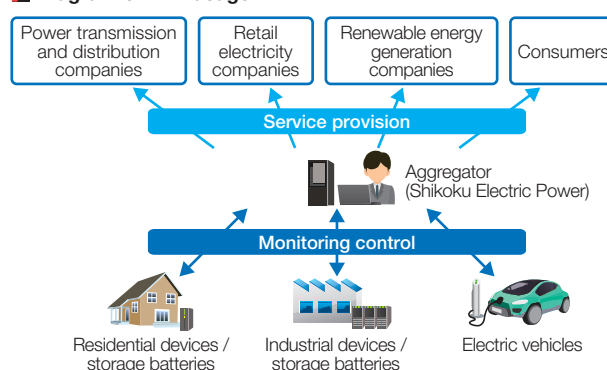 Power transmission
and distribution
companies
Retail
electricity
companies
Renewable energy
generation
companies
Consumers
Service provision
Aggregator
(Shikoku Electric Power)
Monitoring control
Residential devices /
storage batteries
Industrial devices /
storage batteries
Electric vehicles